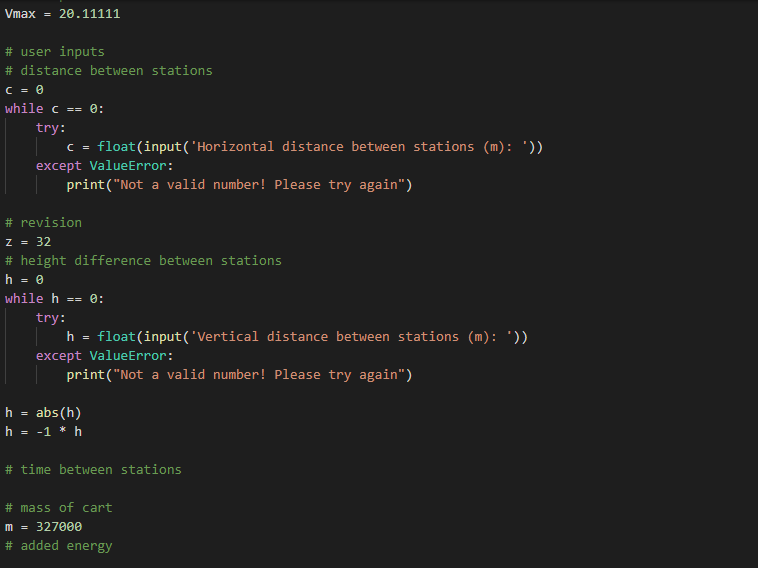 Vmax = 20.11111
# user inputs
# distance between stations
c = 0
while c == 0:
try:
c = float(input('Horizontal distance between stations (m): '))
except ValueError:
print("Not a valid number! Please try again")
# revision
z = 32
# height difference between stations
h = 0
while h == 0:
try:
h = float(input('Vertical distance between stations (m): '))
except ValueError:
print("Not a valid number! Please try again")
h = abs(h)
h = -1 * h
# time between stations
# mass of cart
m = 327000
# added energy